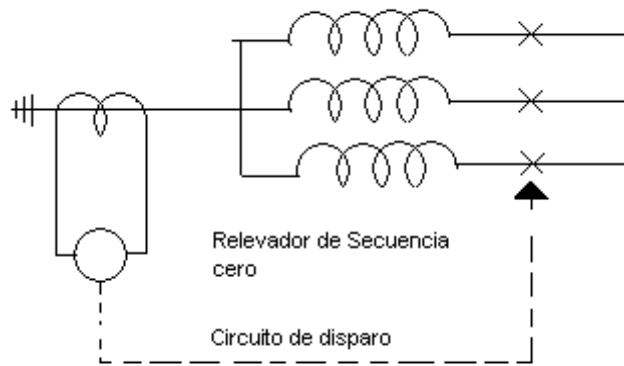 Relevador de Secuencia
cero
Circuito de disparo